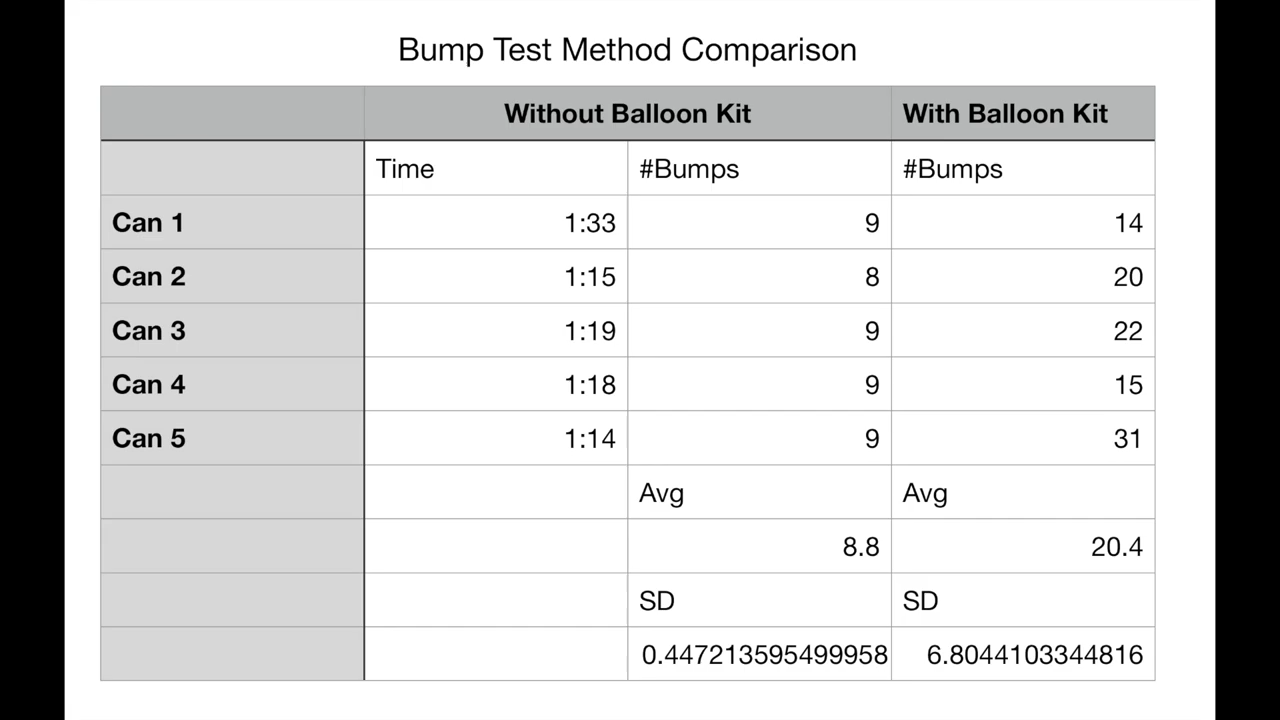 Bump Test Method Comparison
Without Balloon Kit With Balloon Kit
Time #Bumps #Bumps
Can 1 1:33 9 14
Can 2 1:15 8 20
Can 3 1:19 9 22
Can 4 1:18 9 15
Can 5 1:14 9 31
Avg Avg
8.8 20.4
SD SD
0.447213595499958 6.8044103344816